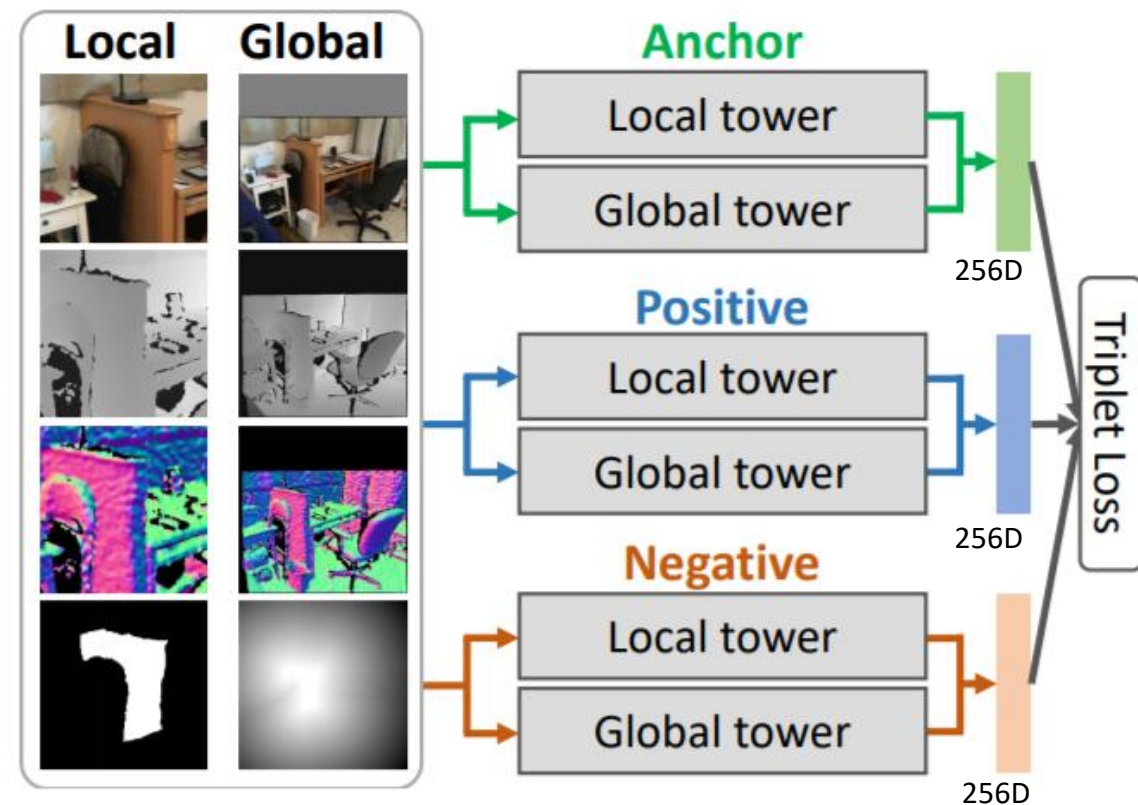 Local Global
Anchor
Local tower
Global tower
256D
Positive
Local tower
Global tower
256D
Negative
Local tower
Global tower
256D
Triplet Loss